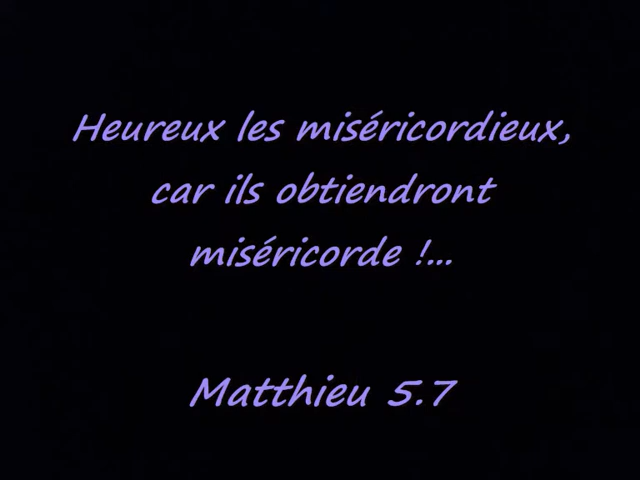 Heureux les miséricordieux,
car ils obtiendront
miséricorde !...
Matthieu 5.7